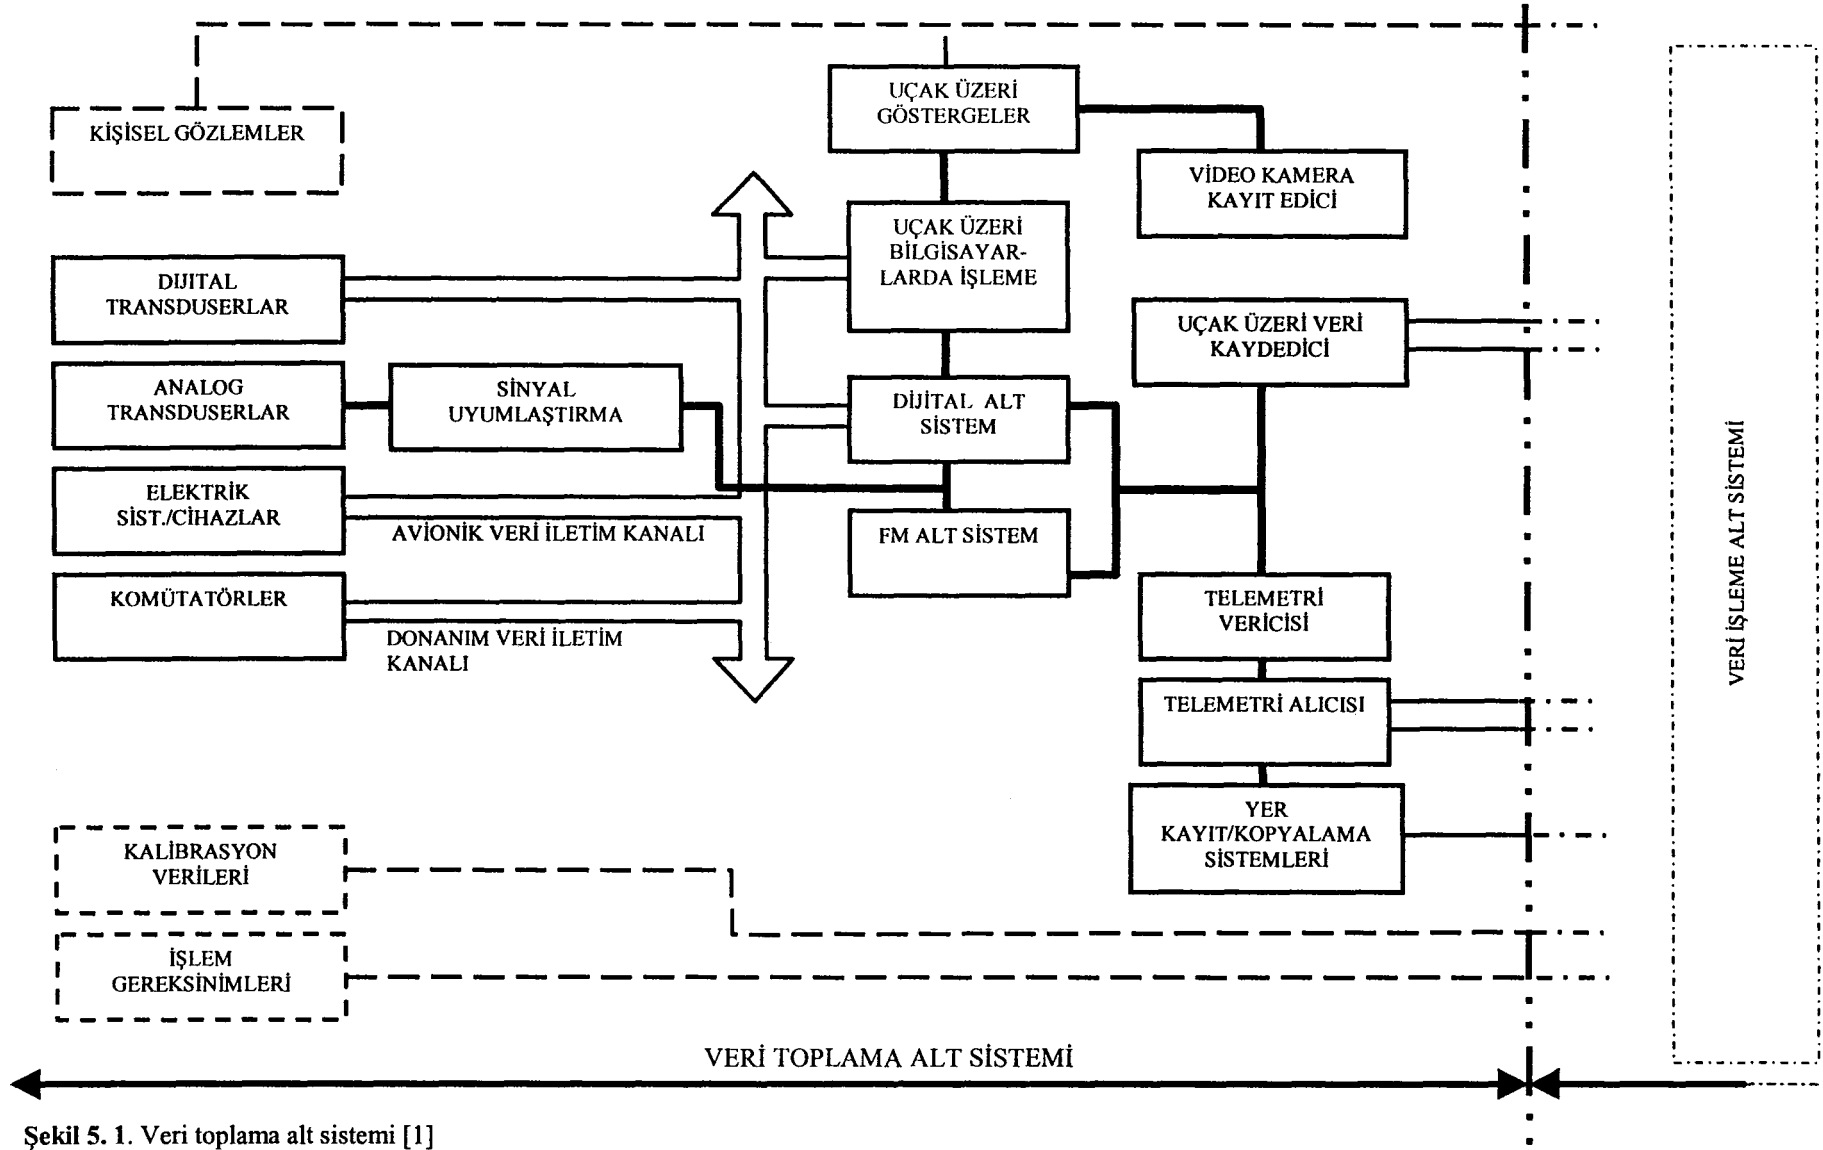 UÇAK ÜZERİ
GÖSTERGELER
KİŞİSEL GÖZLEMLER
VİDEO KAMERA
KAYIT EDİCİ
UÇAK ÜZERİ
BİLGİSAYAR-
LARDA İŞLEME
DIJITAL
TRANSDUSERLAR
UÇAK ÜZERİ VERİ
KAYDEDİCİ
ANALOG
TRANSDUSERLAR
SİNYAL
UYUMLAŞTIRMA
DİJİTAL ALT
SİSTEM
ELEKTRİK
SİST./CİHAZLAR
AVİONİK VERİ İLETİM KANALI
FM ALT SİSTEM
KOMÜTATÖRLER
DONANIM VERİ İLETİM
KANALI
TELEMETRİ
VERİCİSİ
TELEMETRİ ALICISI
YER
KAYIT/KOPYALAMA
SİSTEMLERİ
KALİBRASYON
VERİLERİ
İŞLEM
GEREKSİNİMLERİ
VERİ İŞLEME ALT SİSTEMİ
VERİ TOPLAMA ALT SİSTEMİ
Şekil 5. 1. Veri toplama alt sistemi [1]